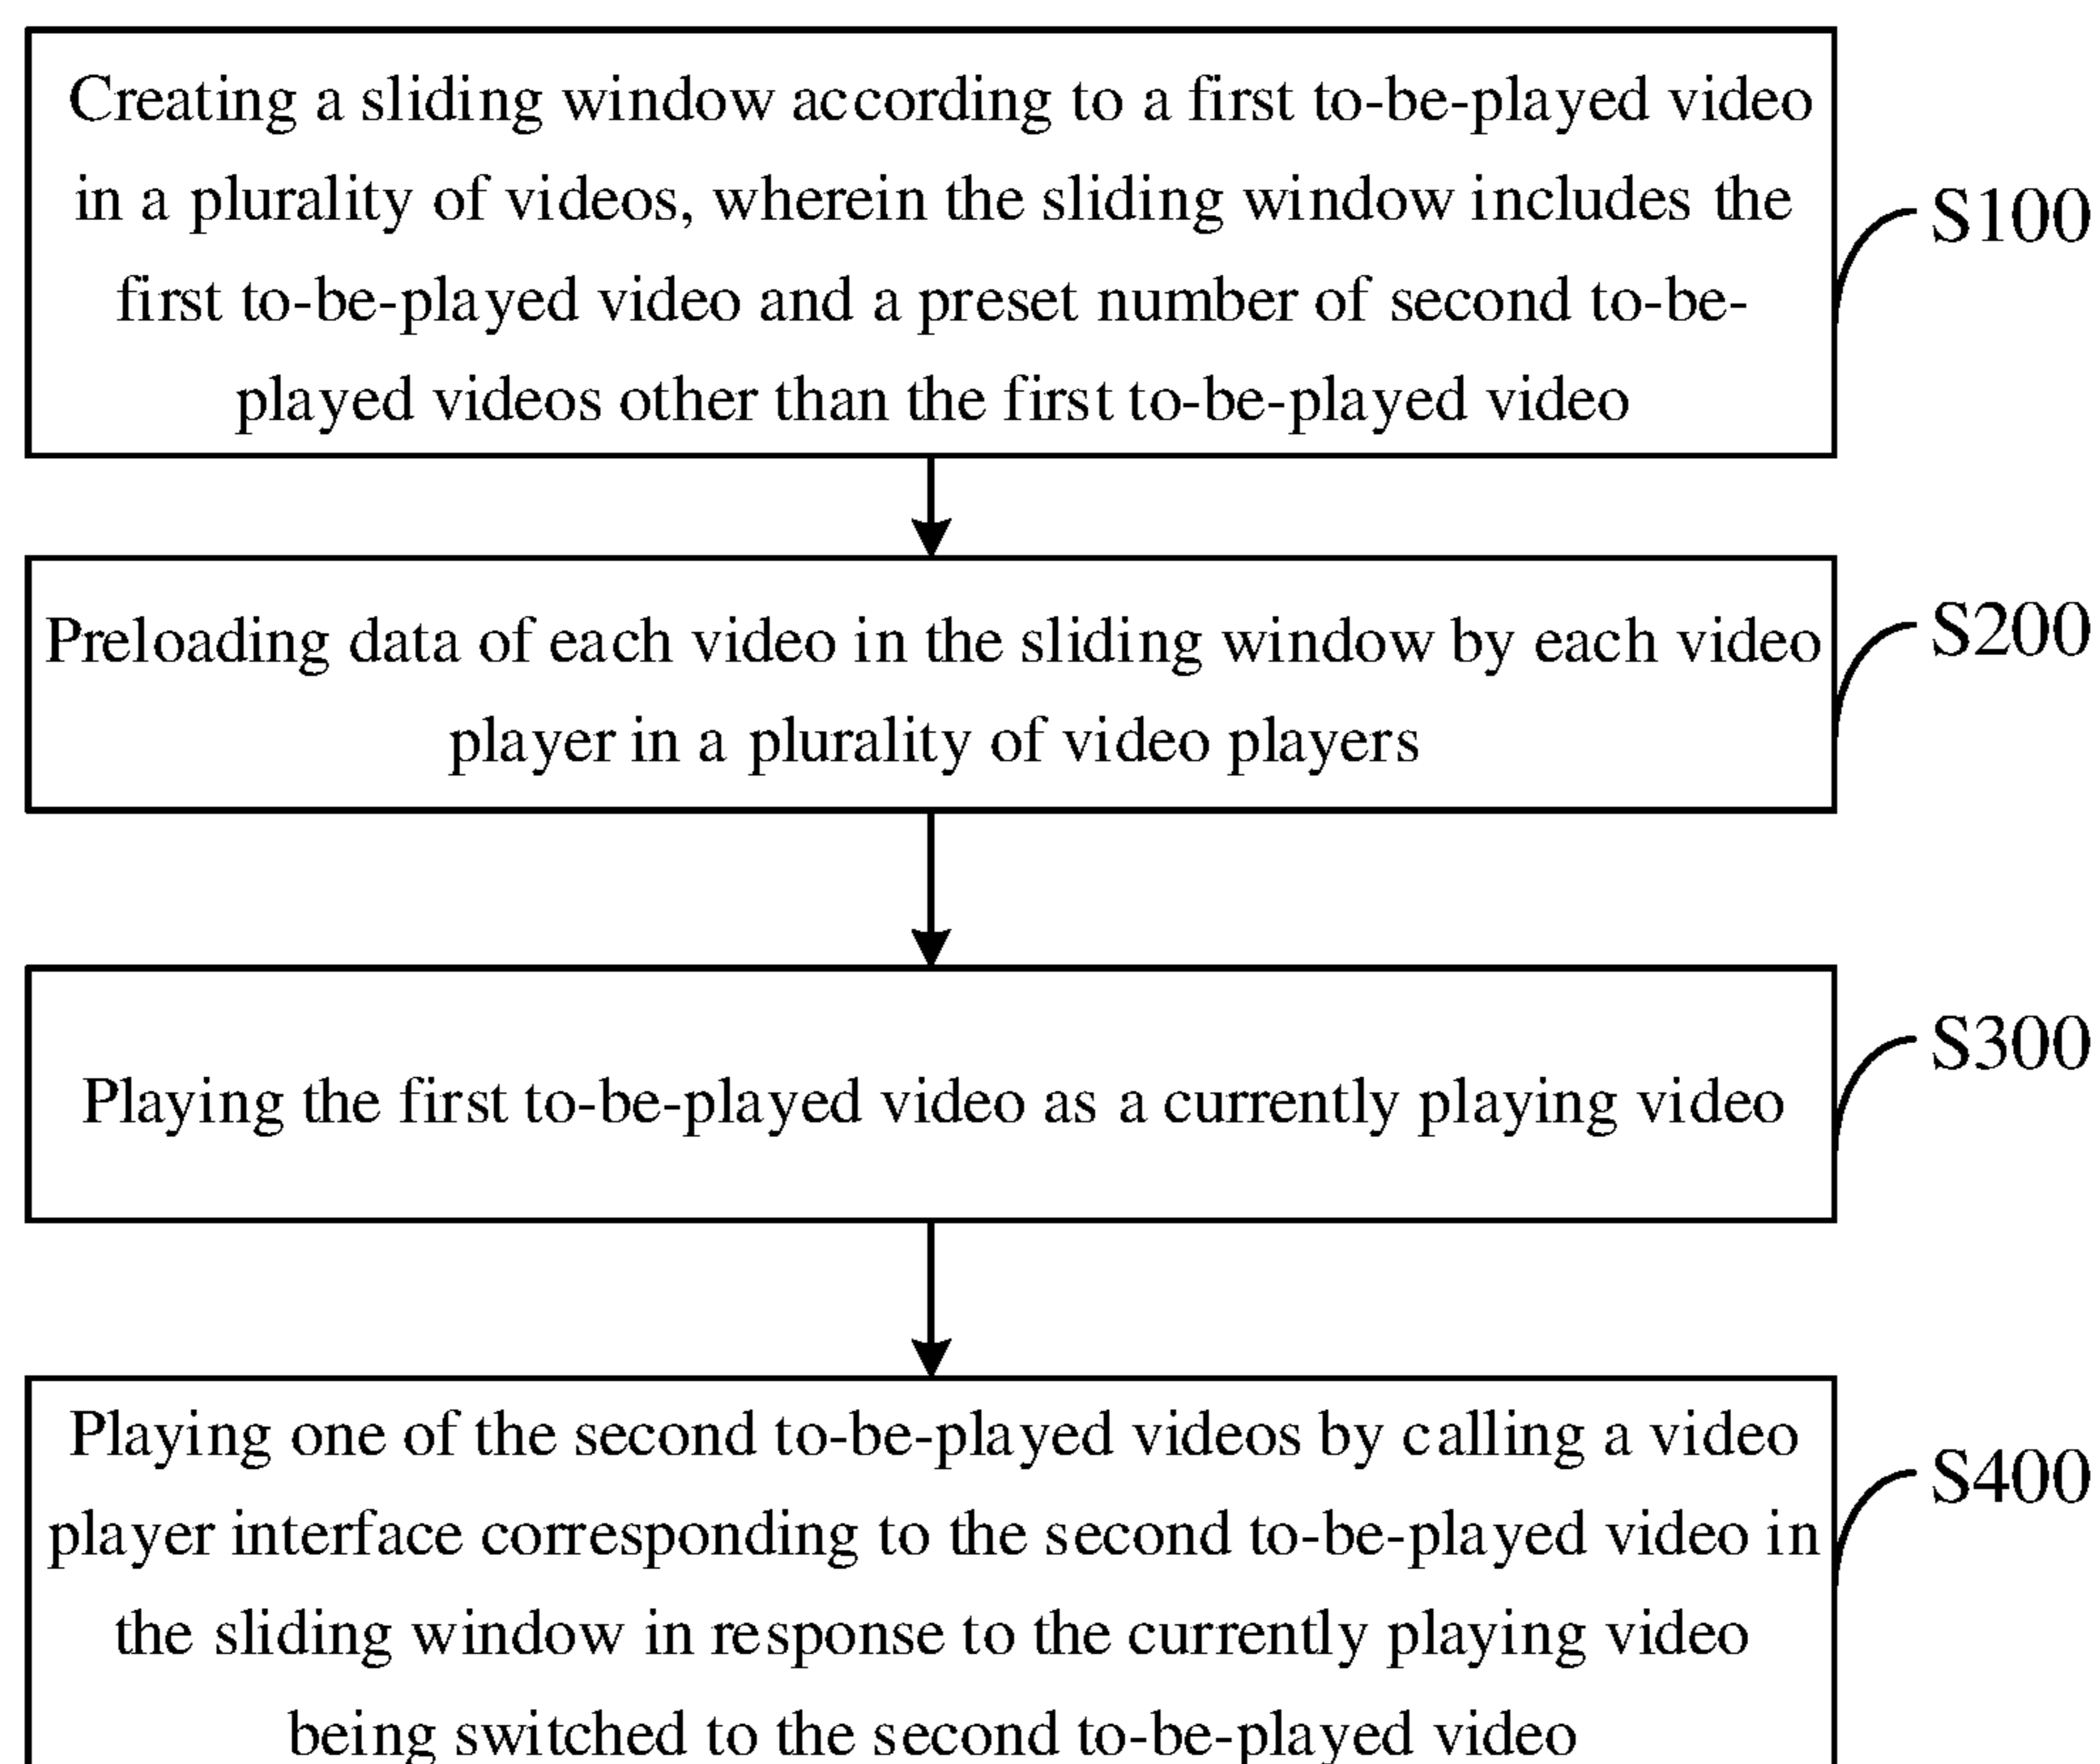 Creating a sliding window according to a first to-be-played video
in a plurality of videos, wherein the sliding window includes the
first to-be-played video and a preset number of second to-be-
played videos other than the first to-be-played video
S100
Preloading data of each video in the sliding window by each video
player in a plurality of video players
S200
Playing the first to-be-played video as a currently playing video
S300
Playing one of the second to-be-played videos by calling a video
player interface corresponding to the second to-be-played video in
the sliding window in response to the currently playing video
being switched to the second to-be-played video
S400